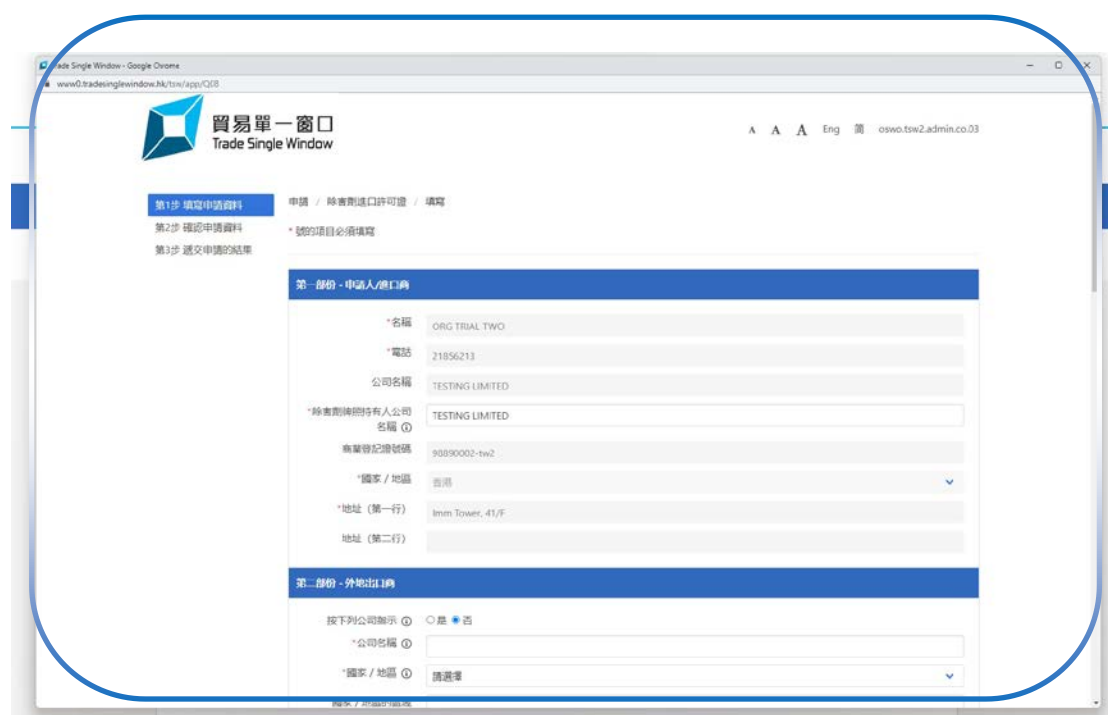 Trade Single Window - Google Chrome
www0.tradesinglewindow.hk/tsw/app/Q08
貿易單一窗口
Trade Single Window
A A A Eng 简 oswo.tsw2.admin.co.03
第1步 填寫申請資料
第2步 確認申請資料
第3步 遞交申請的結果
申請 / 除害劑進口許可證 / 填寫
* 號的項目必須填寫
第一部份 - 申請人/進口商
*名稱 ORG TRIAL TWO
*電話 21856213
公司名稱 TESTING LIMITED
*除害劑牌照持有人公司名稱 TESTING LIMITED
商業登記證號碼 90890002-tw2
*國家 / 地區 香港
*地址（第一行） Imm Tower, 41/F
地址（第二行）
第二部份 - 外地出口商
按下列公司指示 是 否
*公司名稱
*國家 / 地區 請選擇